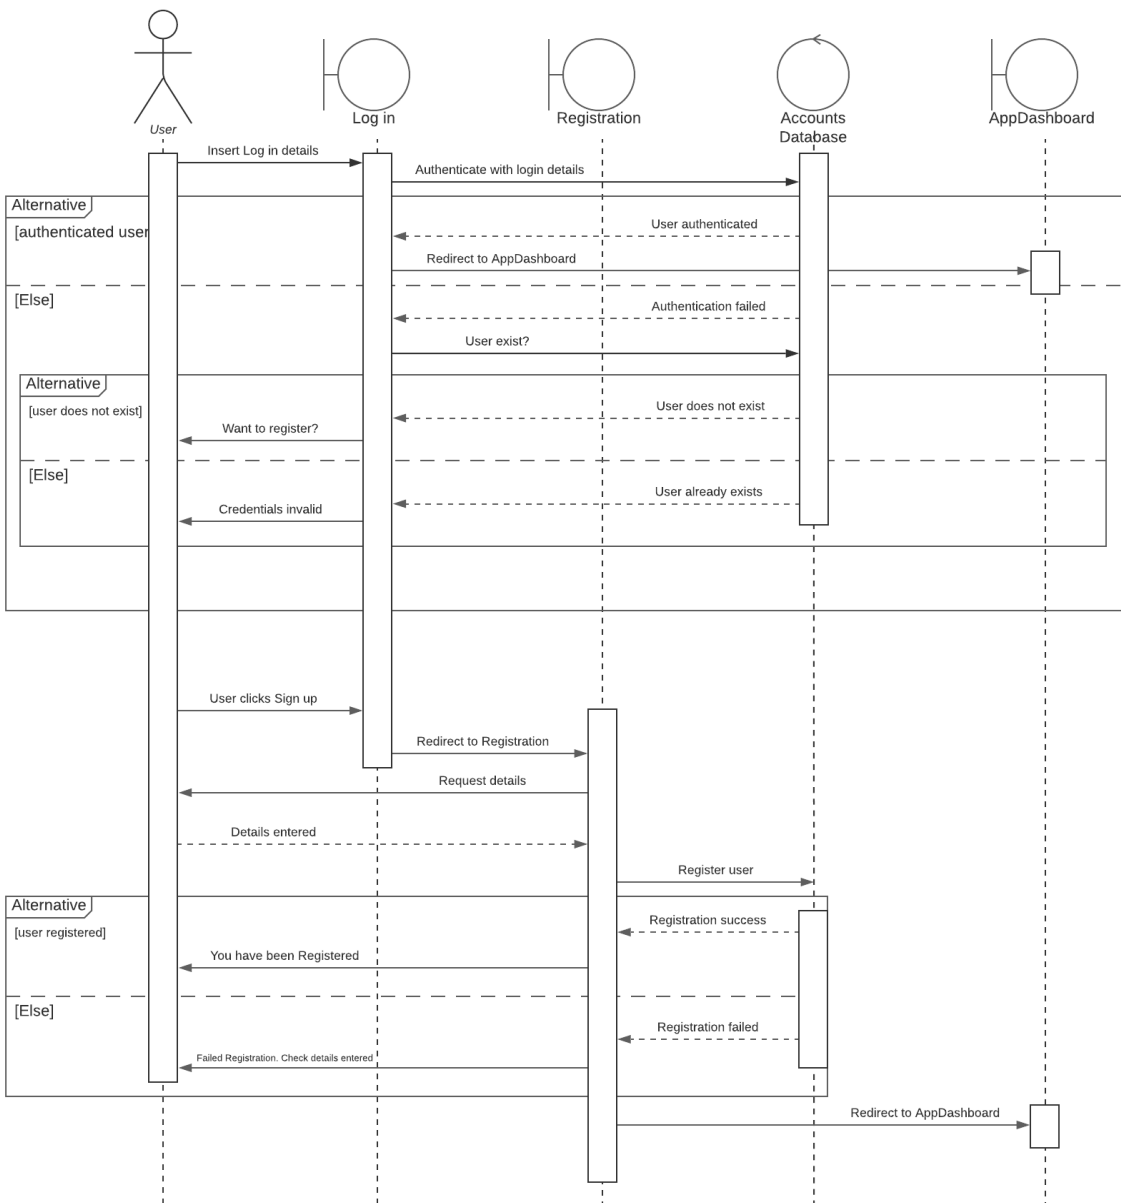 User
Log in
Registration
Accounts
Database
AppDashboard
Insert Log in details
Authenticate with login details
Alternative
[authenticated user
User authenticated
Redirect to AppDashboard
[Else]
Authentication failed
User exist?
Alternative
[user does not exist]
User does not exist
Want to register?
[Else]
User already exists
Credentials invalid
User clicks Sign up
Redirect to Registration
Request details
Details entered
Register user
Alternative
[user registered]
Registration success
You have been Registered
[Else]
Registration failed
Failed Registration. Check details entered
Redirect to AppDashboard